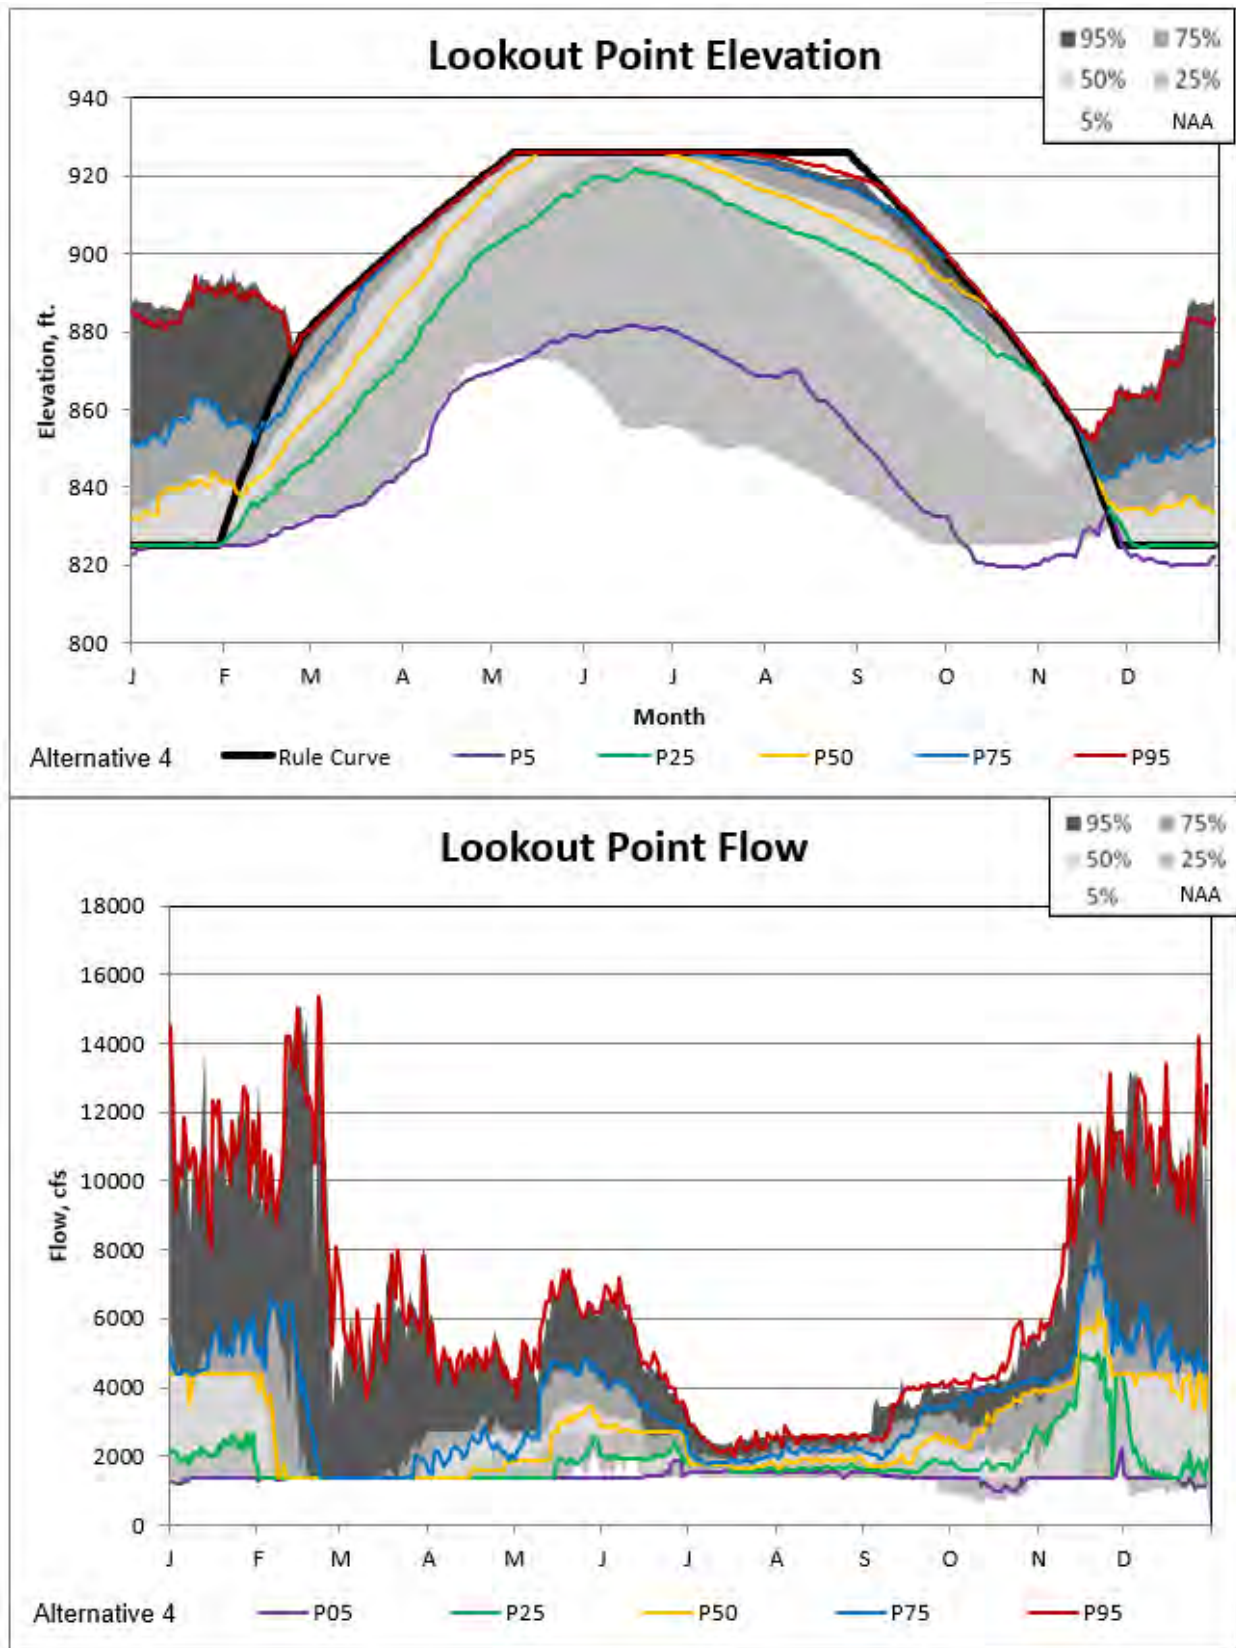 Lookout Point Elevation
95% 75%
50% 25%
5% NAA
940
920
900
880
860
840
820
800
Elevation, ft.
J F M A M J J A S O N D
Month
Alternative 4 Rule Curve P5 P25 P50 P75 P95
Lookout Point Flow
95% 75%
50% 25%
5% NAA
18000
16000
14000
12000
10000
8000
6000
4000
2000
0
Flow, cfs
J F M A M J J A S O N D
Alternative 4 P05 P25 P50 P75 P95